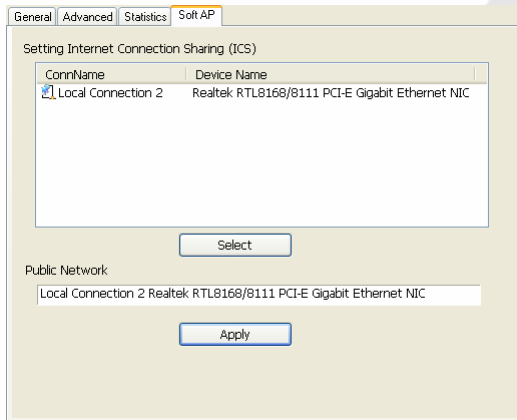 General Advanced Statistics Soft AP
Setting Internet Connection Sharing (ICS)
ConnName Device Name
Local Connection 2 Realtek RTL8168/8111 PCI-E Gigabit Ethernet NIC
Select
Public Network
Local Connection 2 Realtek RTL8168/8111 PCI-E Gigabit Ethernet NIC
Apply